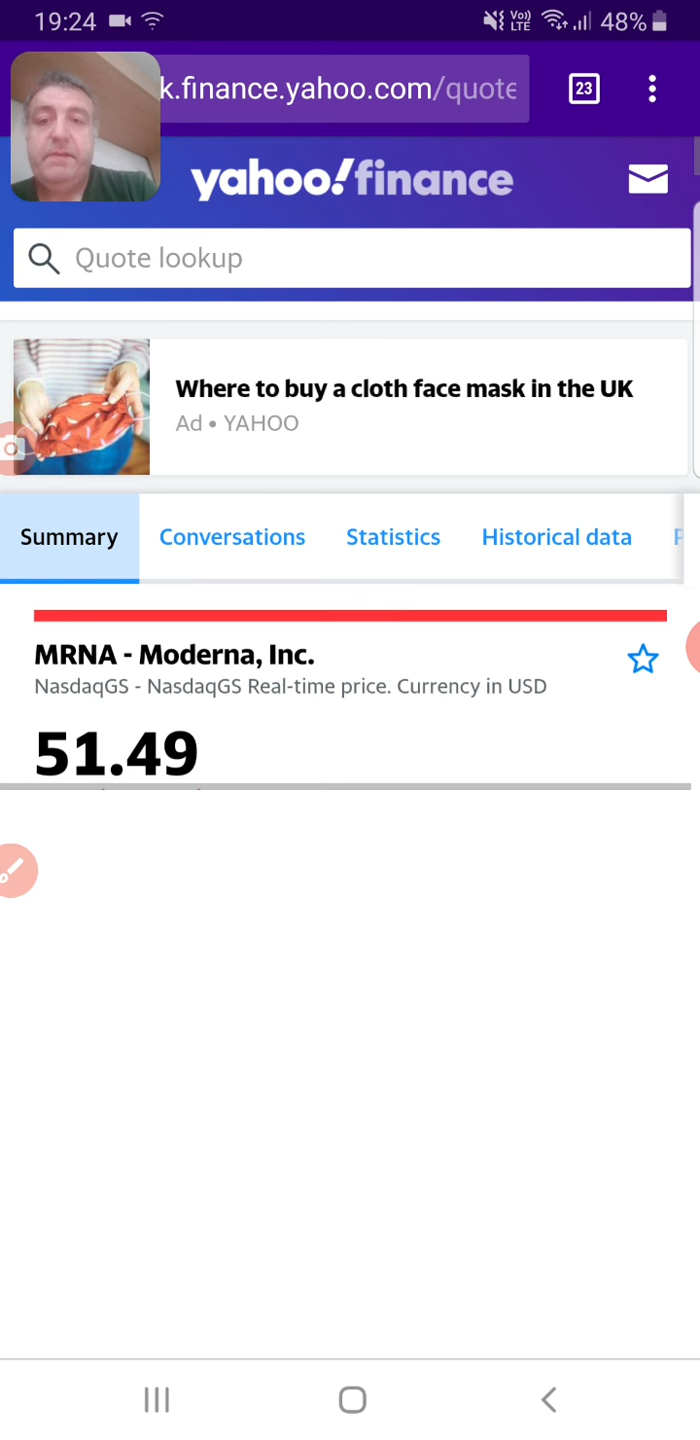 19:24 Vo)) LTE 48%
k.finance.yahoo.com/quote 23
yahoo!finance
Quote lookup
Where to buy a cloth face mask in the UK
Ad • YAHOO
Summary Conversations Statistics Historical data
MRNA - Moderna, Inc.
NasdaqGS - NasdaqGS Real-time price. Currency in USD
51.49